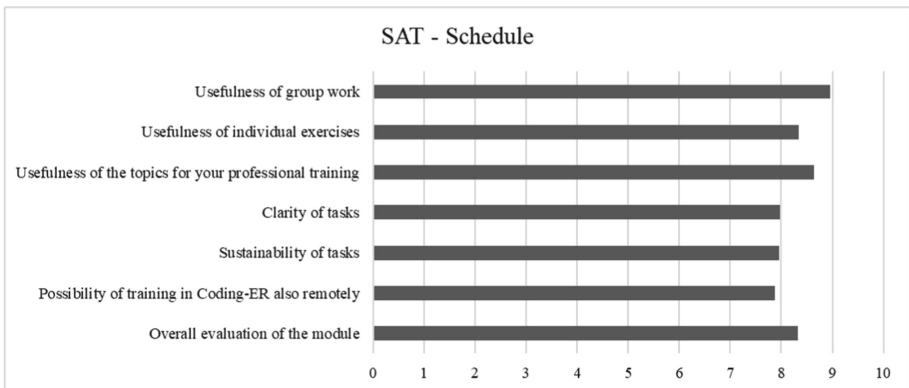 SAT - Schedule
Usefulness of group work
Usefulness of individual exercises
Usefulness of the topics for your professional training
Clarity of tasks
Sustainability of tasks
Possibility of training in Coding-ER also remotely
Overall evaluation of the module
0 1 2 3 4 5 6 7 8 9 10